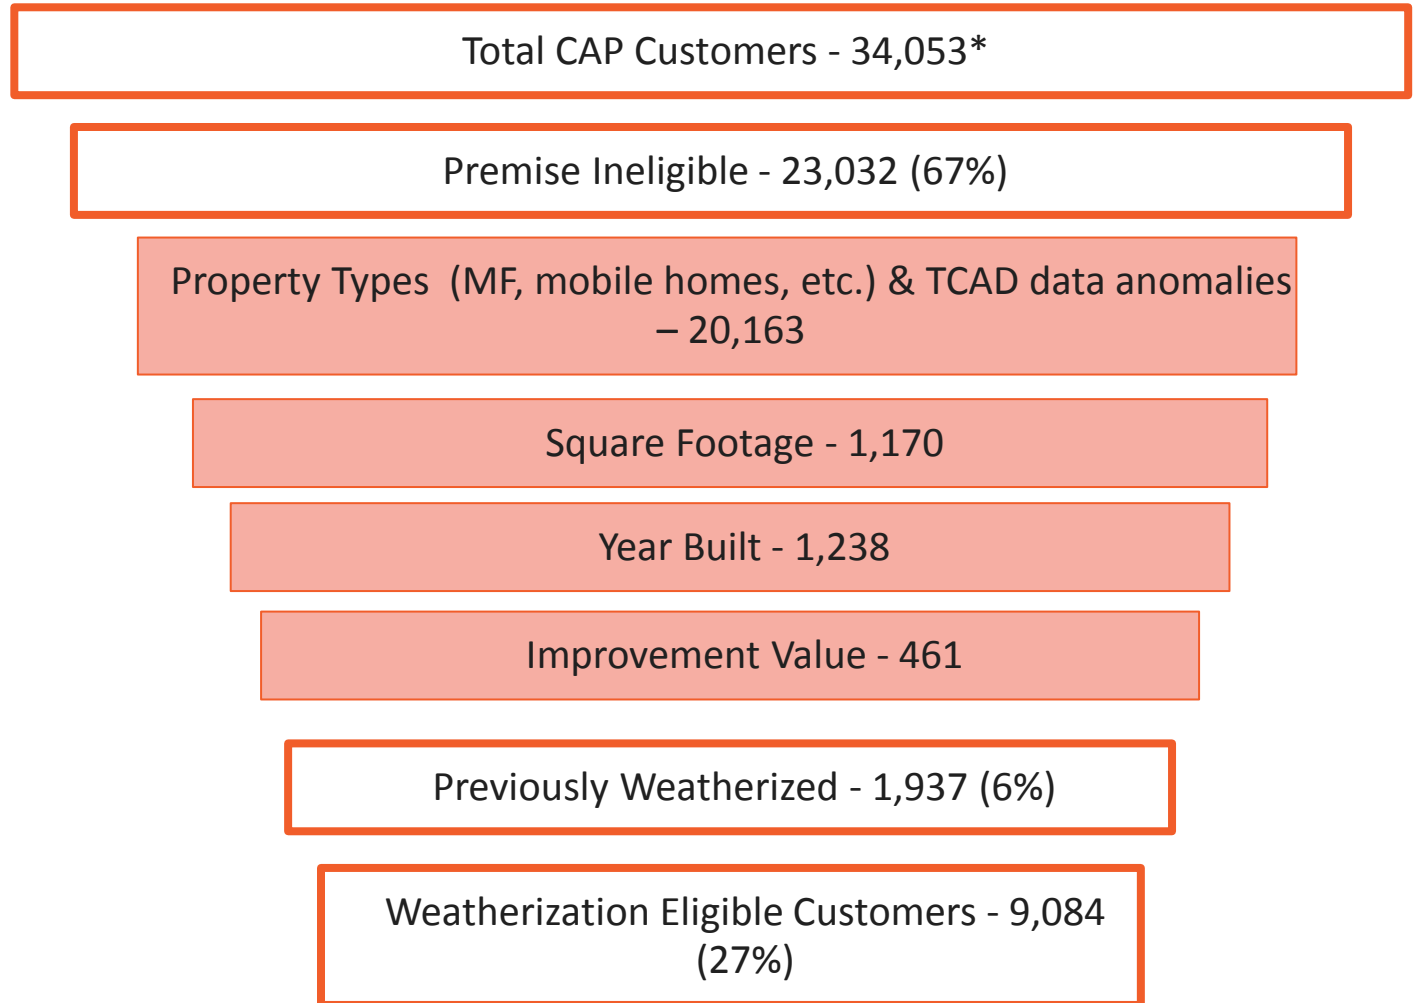 Total CAP Customers - 34,053*
Premise Ineligible - 23,032 (67%)
Property Types  (MF, mobile homes, etc.) & TCAD data anomalies
– 20,163
Square Footage - 1,170
Year Built - 1,238
Improvement Value - 461
Previously Weatherized - 1,937 (6%)
Weatherization Eligible Customers - 9,084
(27%)